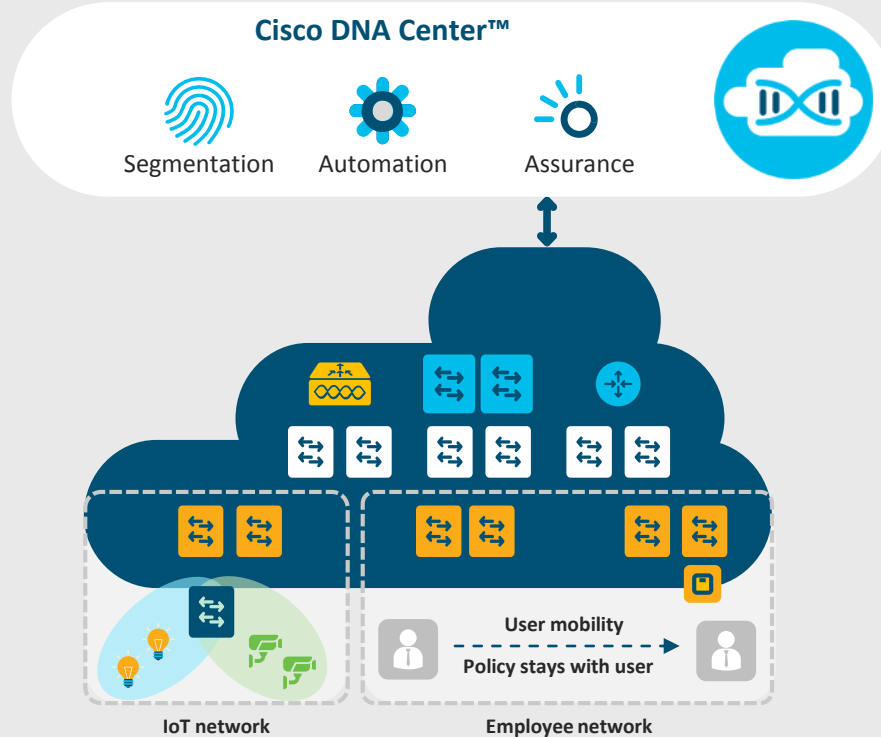 Cisco DNA Center™
Segmentation
Automation
Assurance
User mobility
Policy stays with user
IoT network
Employee network